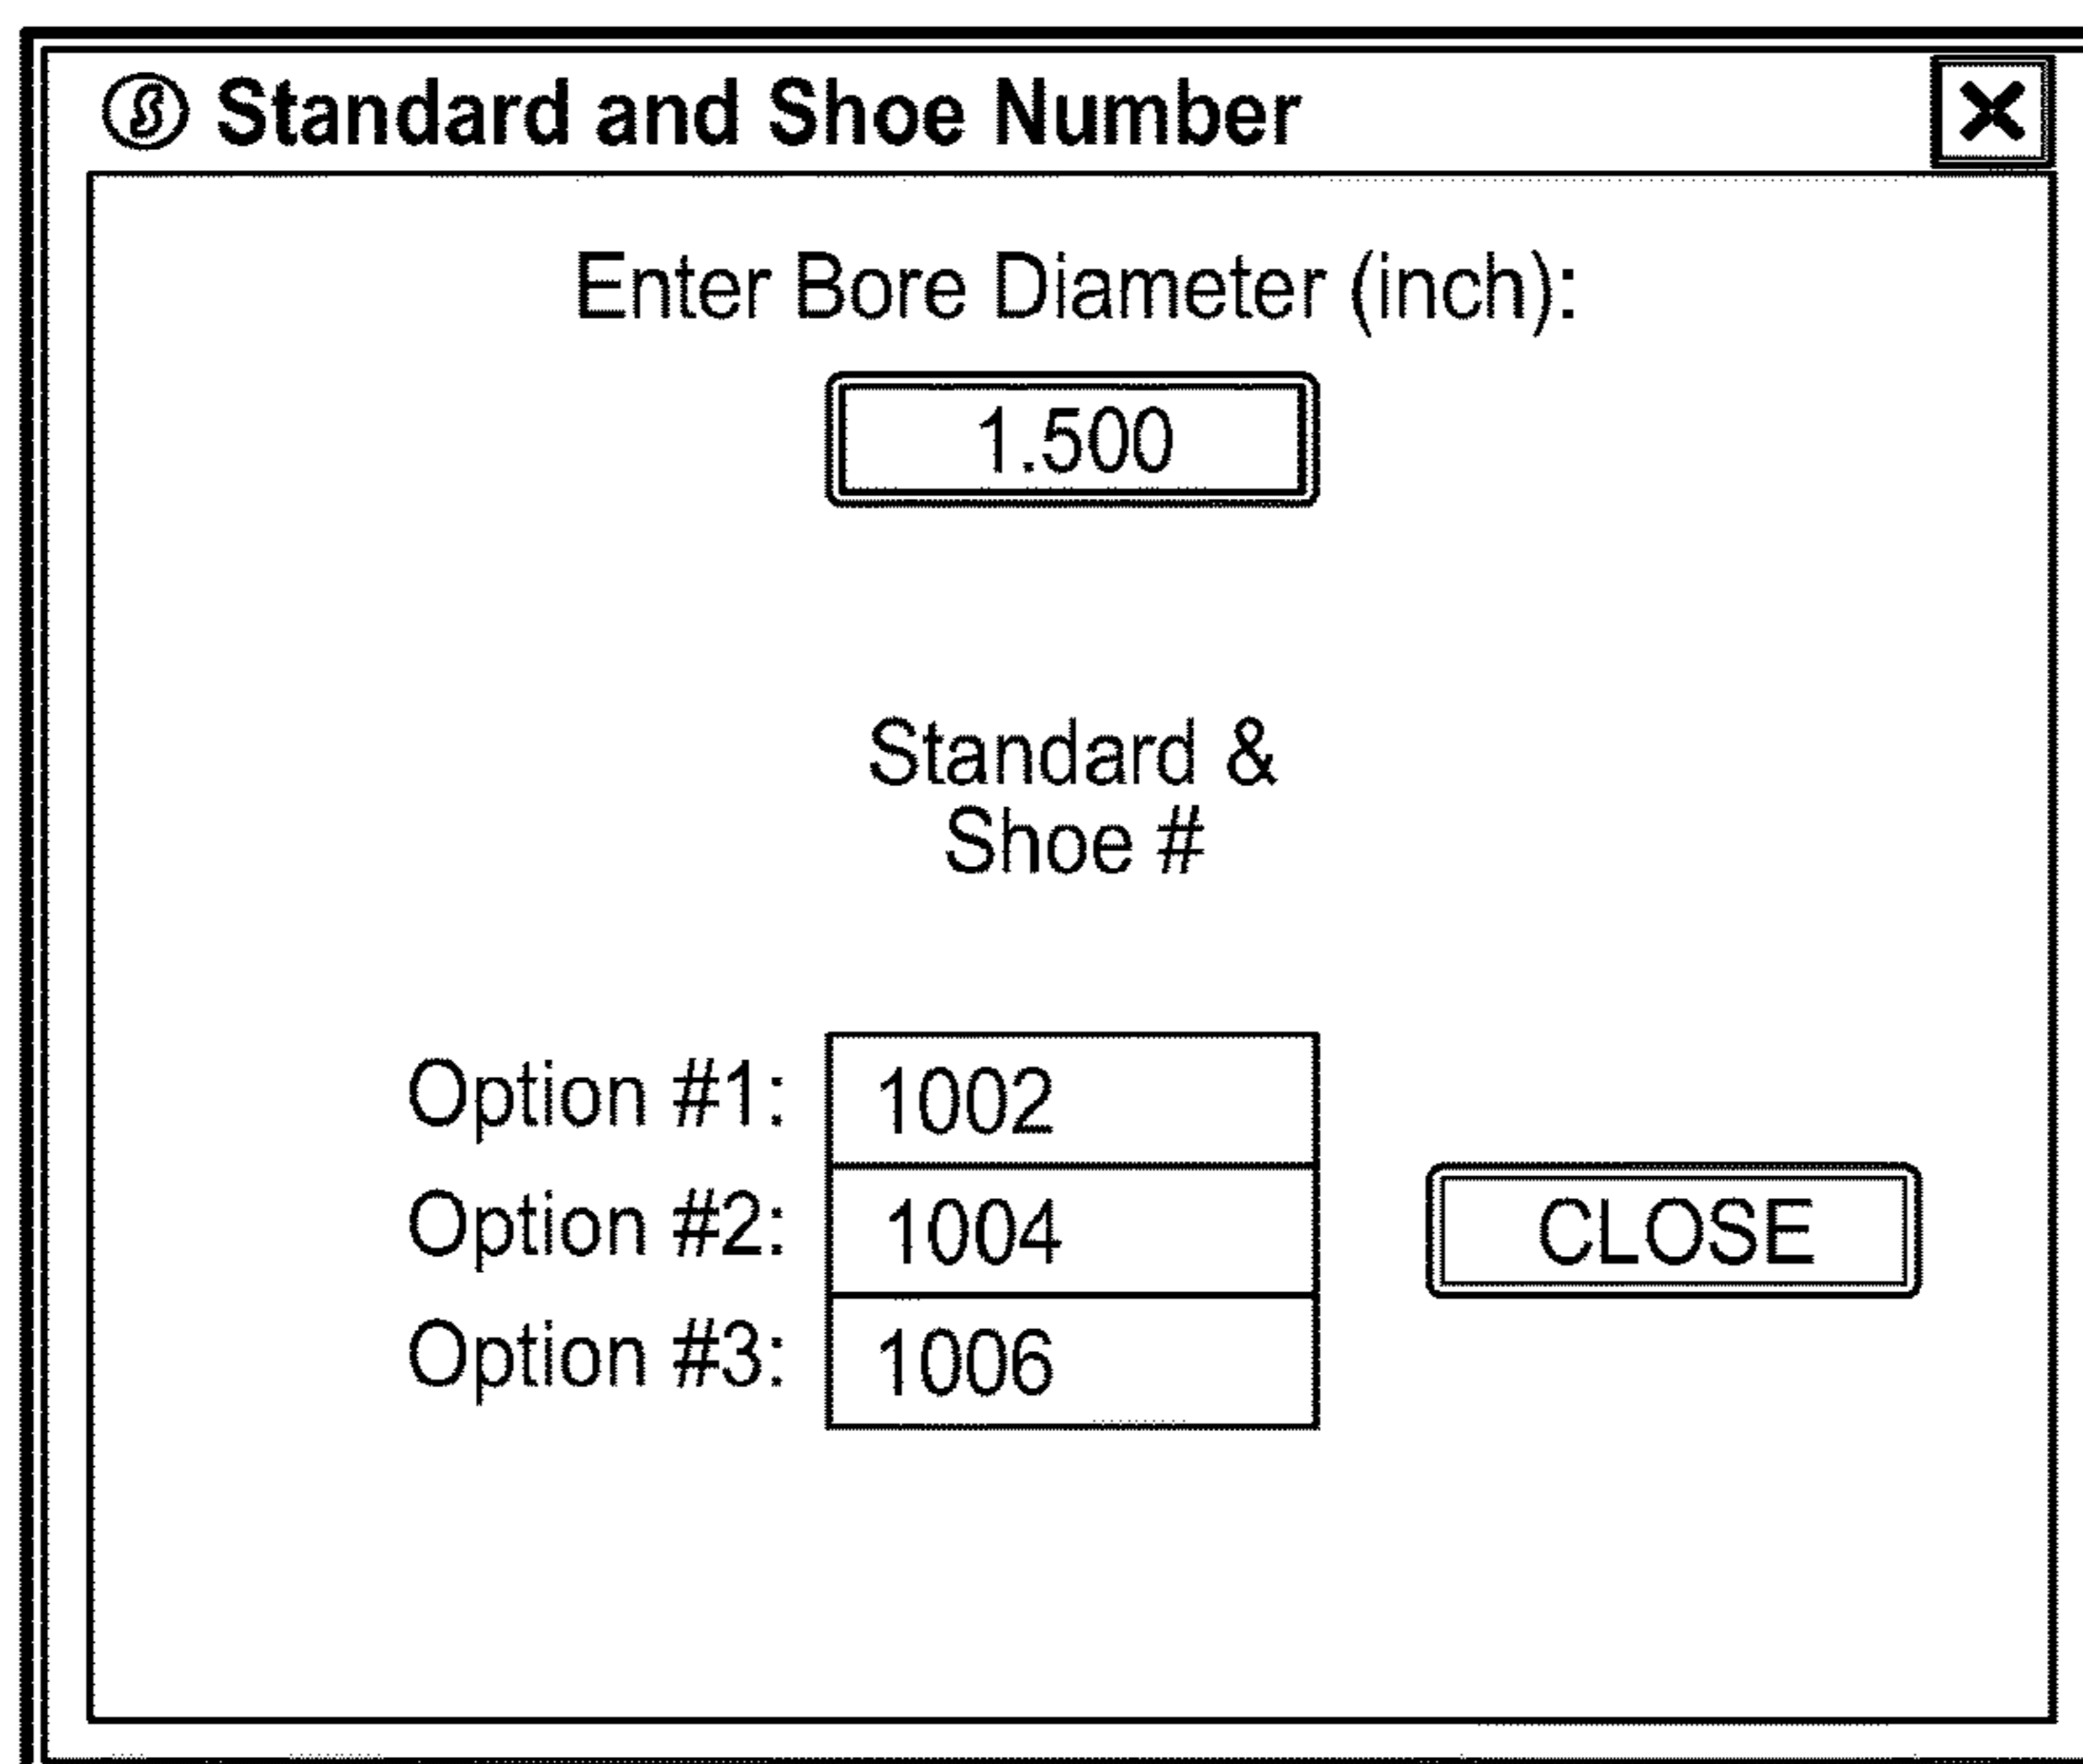 Standard and Shoe Number
Enter Bore Diameter (inch):
1.500
Standard &
Shoe #
Option #1: 1002
Option #2: 1004
CLOSE
Option #3: 1006